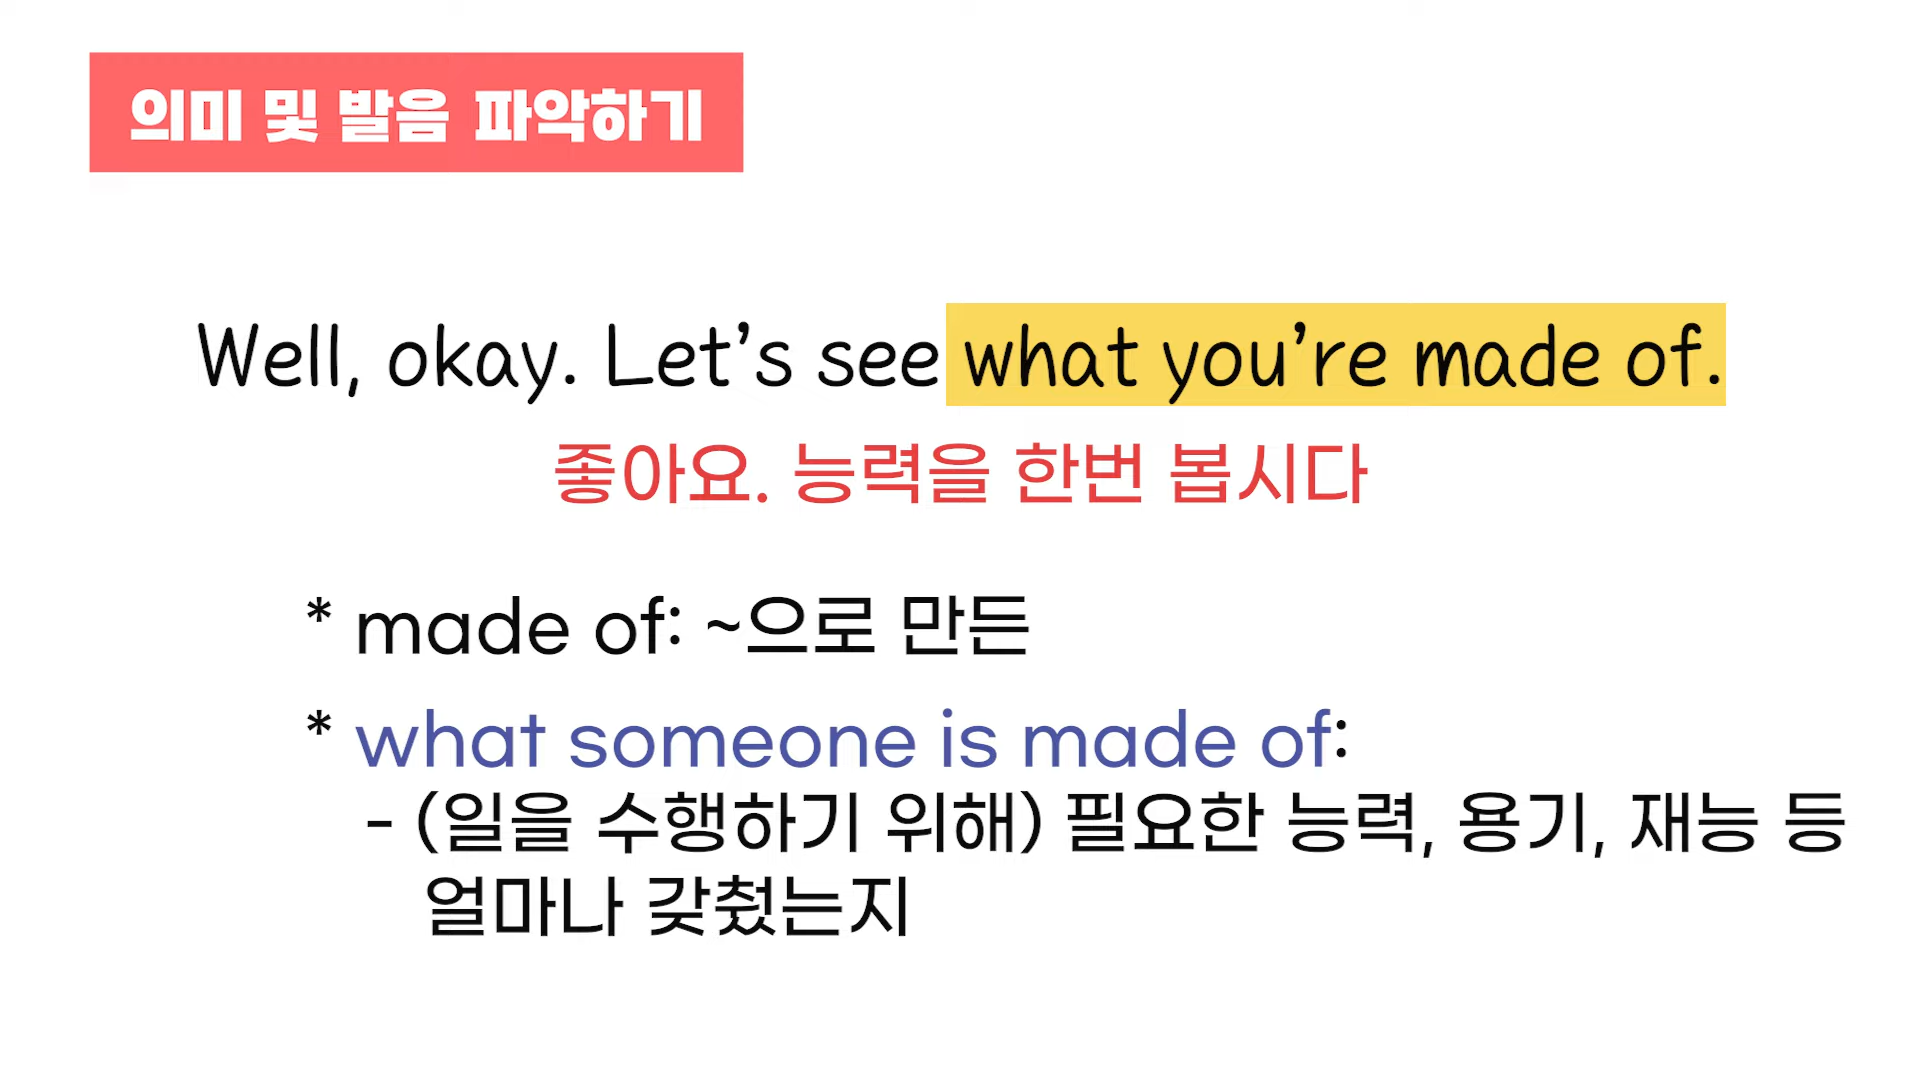 의미 및 발음 파악하기
Well, okay. Let’s see what you’re made of.
좋아요. 능력을 한번 봅시다
* made of: ~으로 만든
* what someone is made of:
- (일을 수행하기 위해) 필요한 능력, 용기, 재능 등
얼마나 갖췄는지